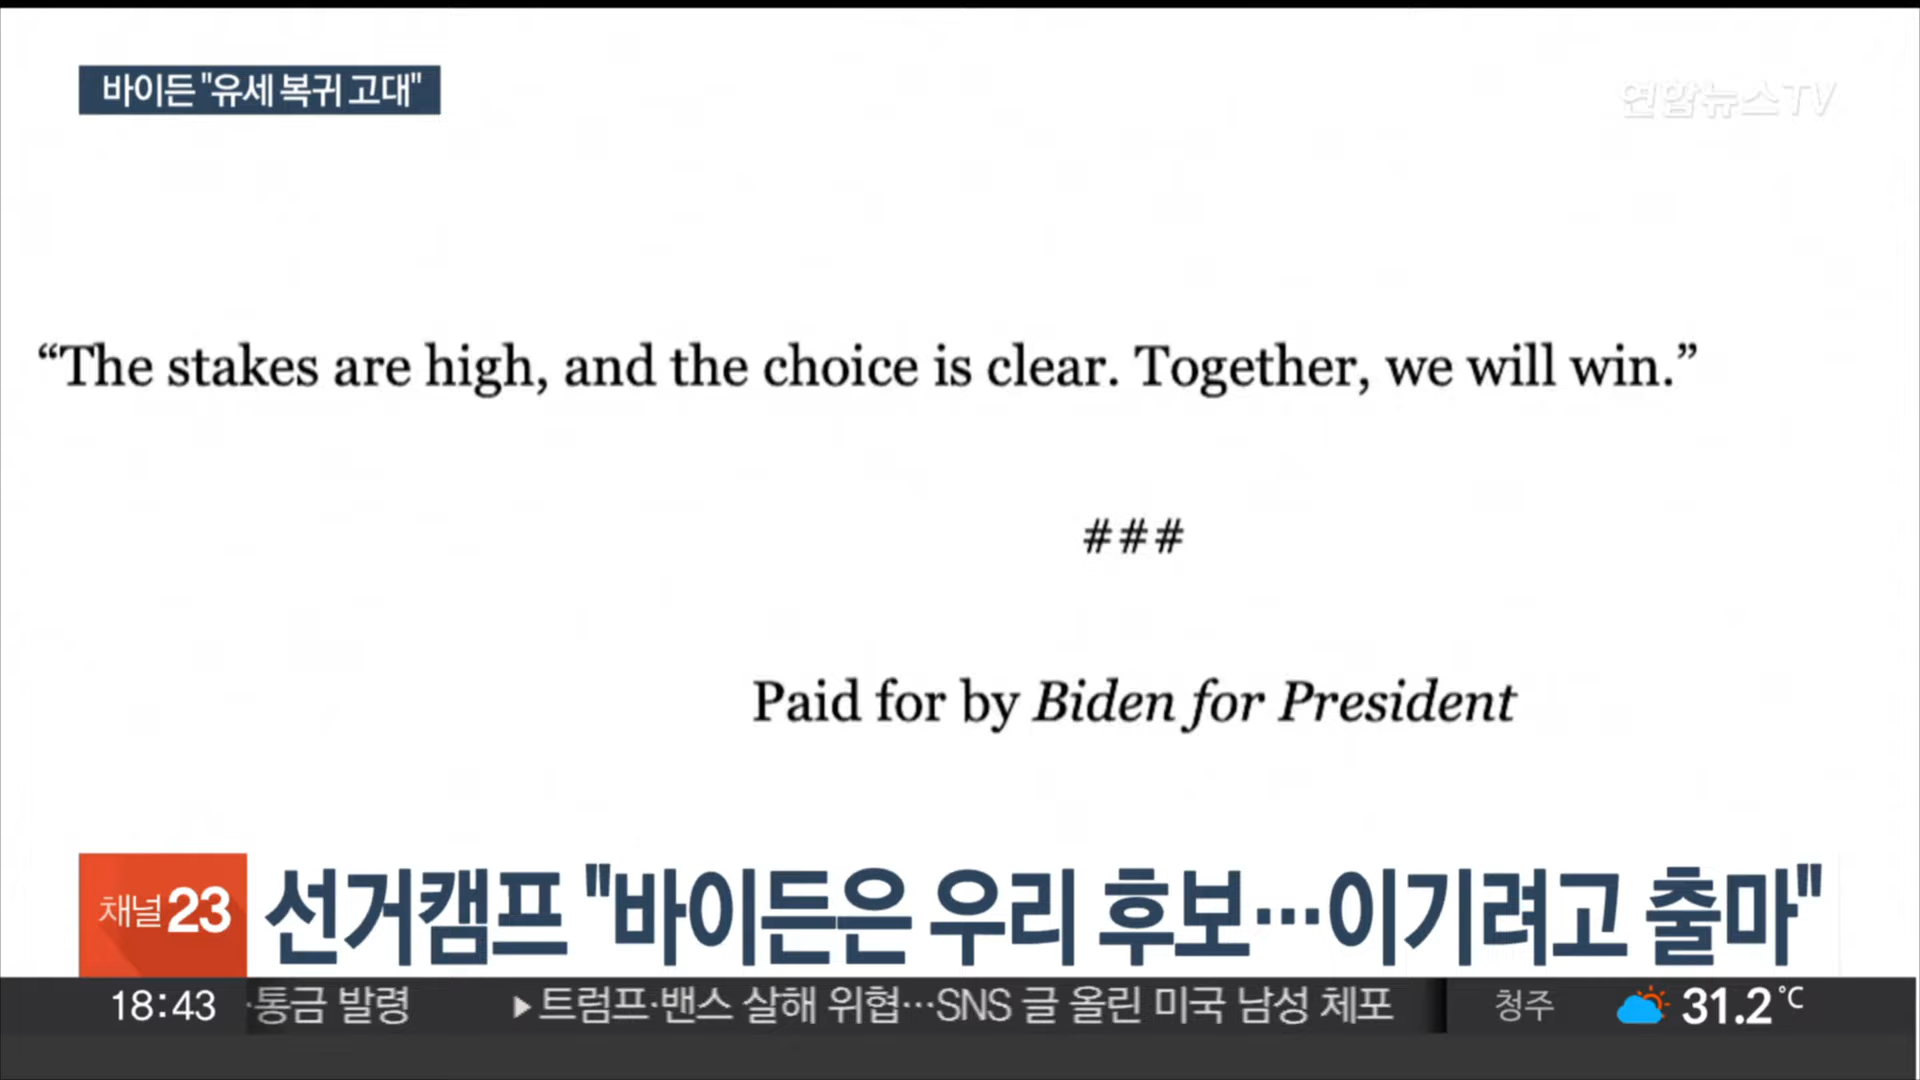 바이든 "유세 복귀 고대"
연합뉴스TV
“The stakes are high, and the choice is clear. Together, we will win.”
###
Paid for by Biden for President
채널23
선거캠프 "바이든은 우리 후보…이기려고 출마"
18:43 ·통금 발령 ▶트럼프·밴스 살해 위협…SNS 글 올린 미국 남성 체포 청주 31.2℃